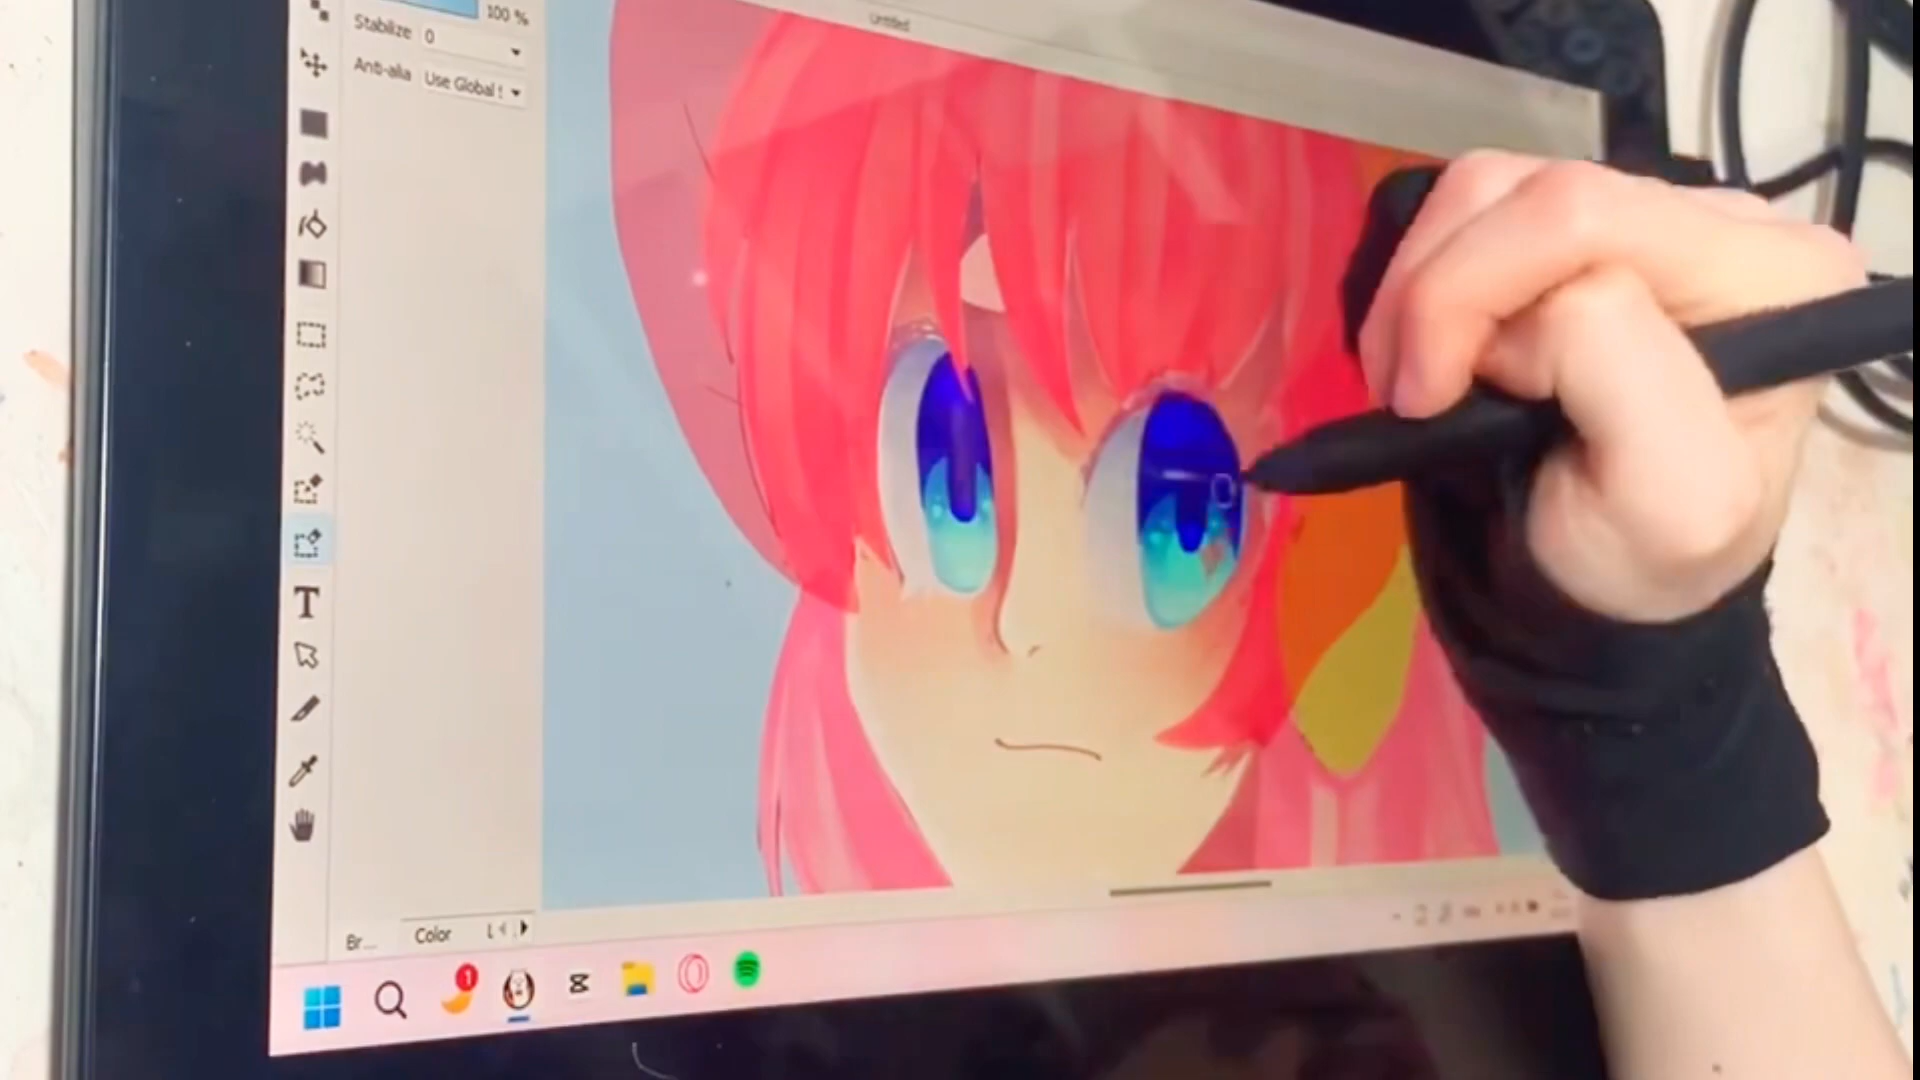 100 %
Stabilize 0
Anti-alia Use Global
Untitled
T
Br... Color L
1